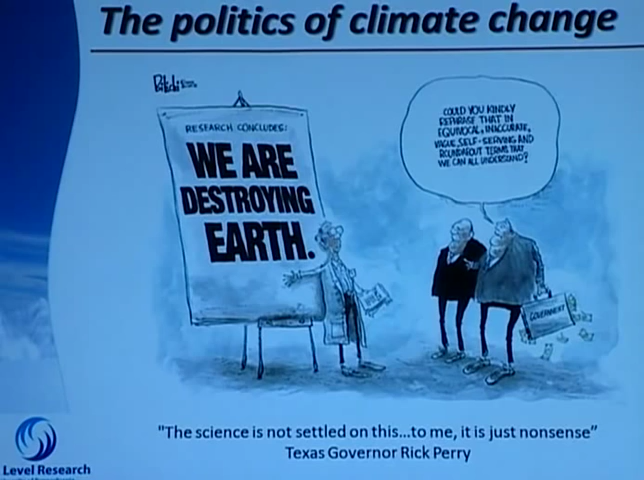 The politics of climate change
RESEARCH CONCLUDES:
WE ARE
DESTROYING
EARTH.
COULD YOU KINDLY
REPHRASE THAT IN
EQUIVOCAL, INACCURATE,
VAGUE, SELF-SERVING AND
ROUNDABOUT TERMS THAT
WE CAN ALL UNDERSTAND?
GOVERNMENT
"The science is not settled on this...to me, it is just nonsense”
Texas Governor Rick Perry
Level Research